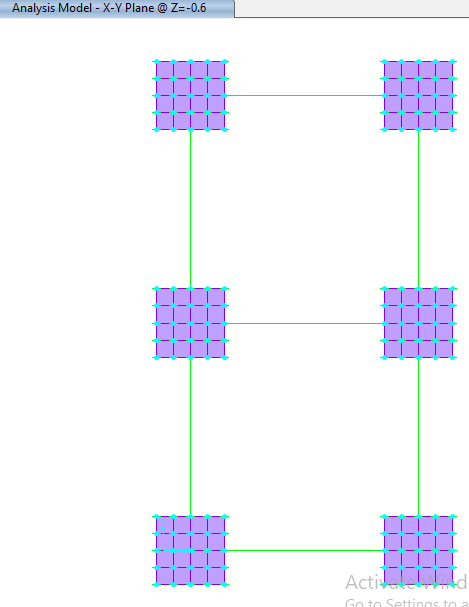 Analysis Model - X-Y Plane @ Z=-0.6
Activate Wind
Go to Settings to a